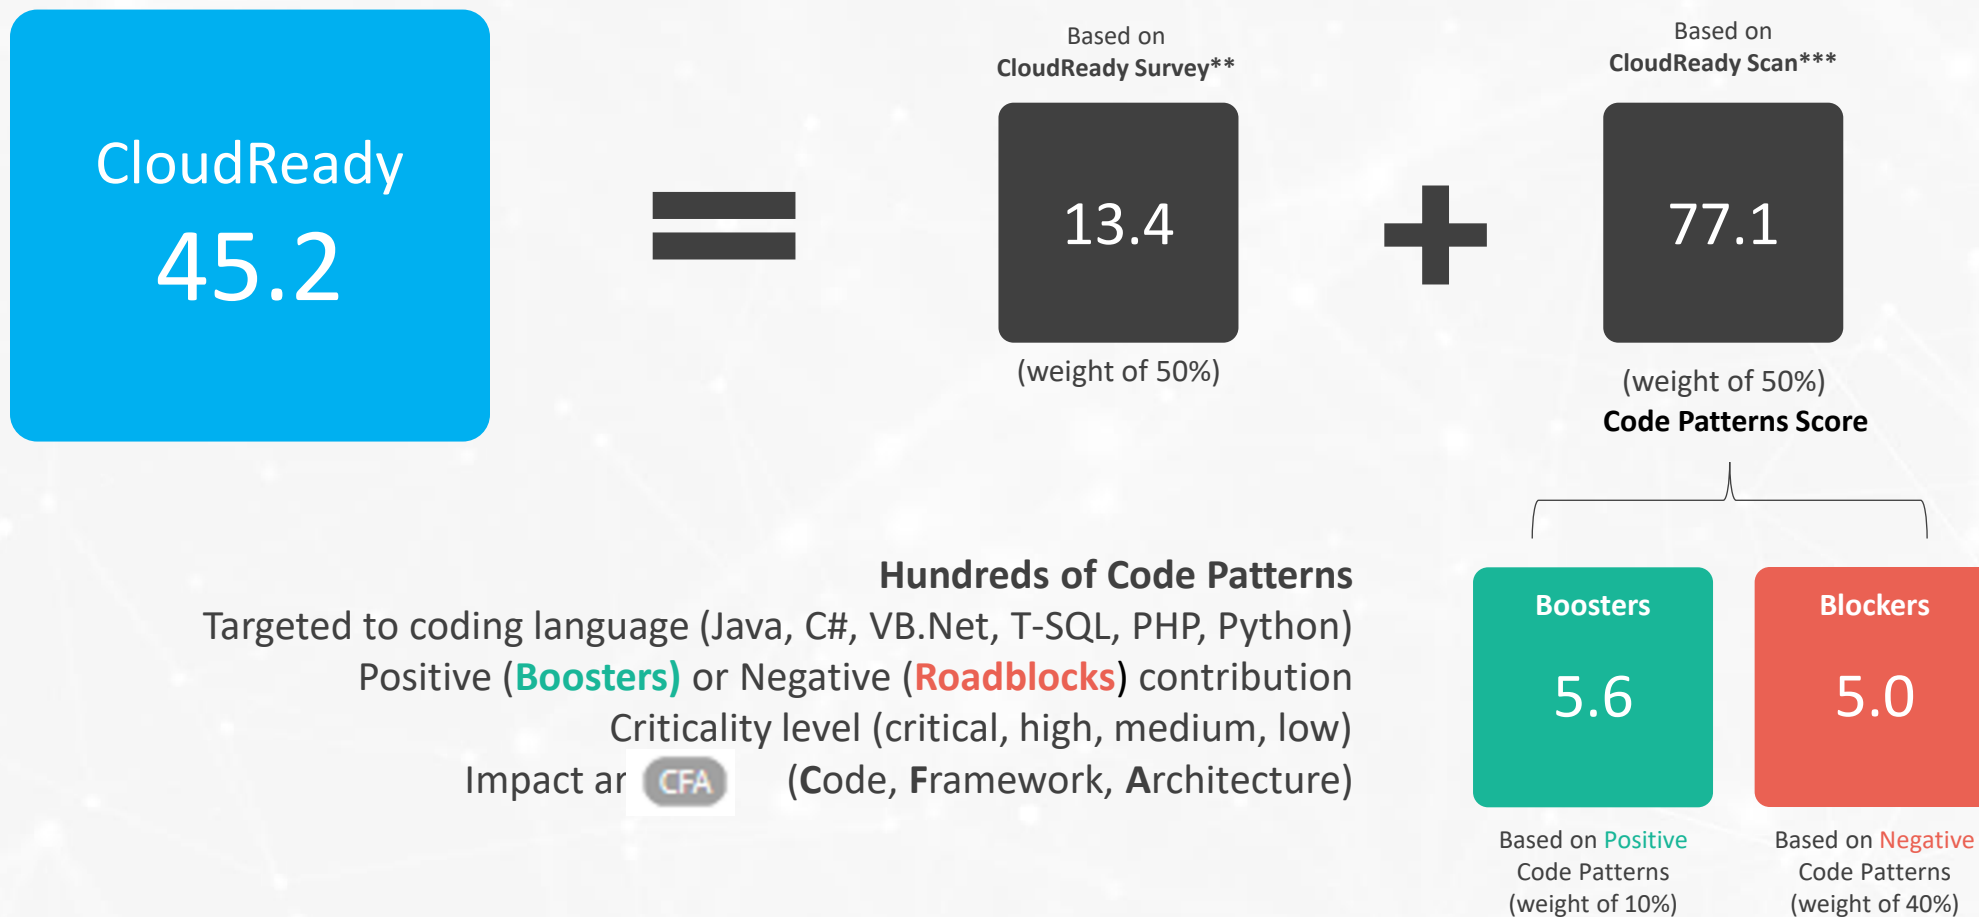 CloudReady
45.2
Based on
CloudReady Survey**
13.4
(weight of 50%)
Based on
CloudReady Scan***
77.1
(weight of 50%)
Code Patterns Score
Hundreds of Code Patterns
Targeted to coding language (Java, C#, VB.Net, T-SQL, PHP, Python)
Positive (Boosters) or Negative (Roadblocks) contribution
Criticality level (critical, high, medium, low)
Impact ar CFA (Code, Framework, Architecture)
Boosters
5.6
Based on Positive
Code Patterns
(weight of 10%)
Blockers
5.0
Based on Negative
Code Patterns
(weight of 40%)